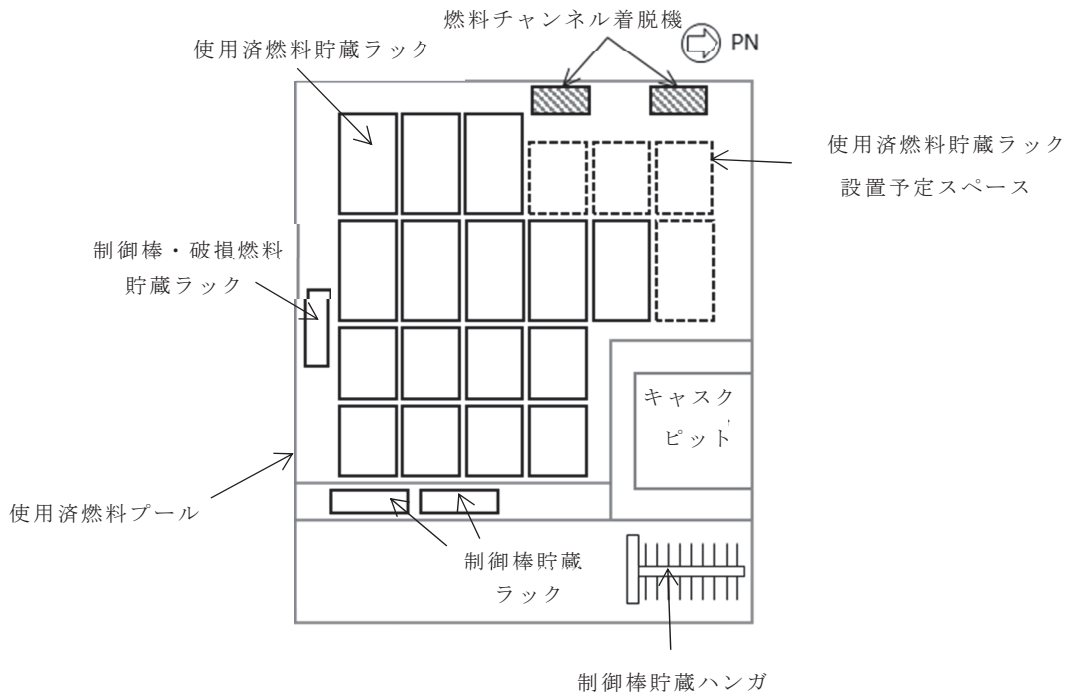 燃料チャンネル着脱機
PN
使用済燃料貯蔵ラック
使用済燃料貯蔵ラック
設置予定スペース
制御棒・破損燃料
貯蔵ラック
キャスク
ピット
使用済燃料プール
制御棒貯蔵
ラック
制御棒貯蔵ハンガ